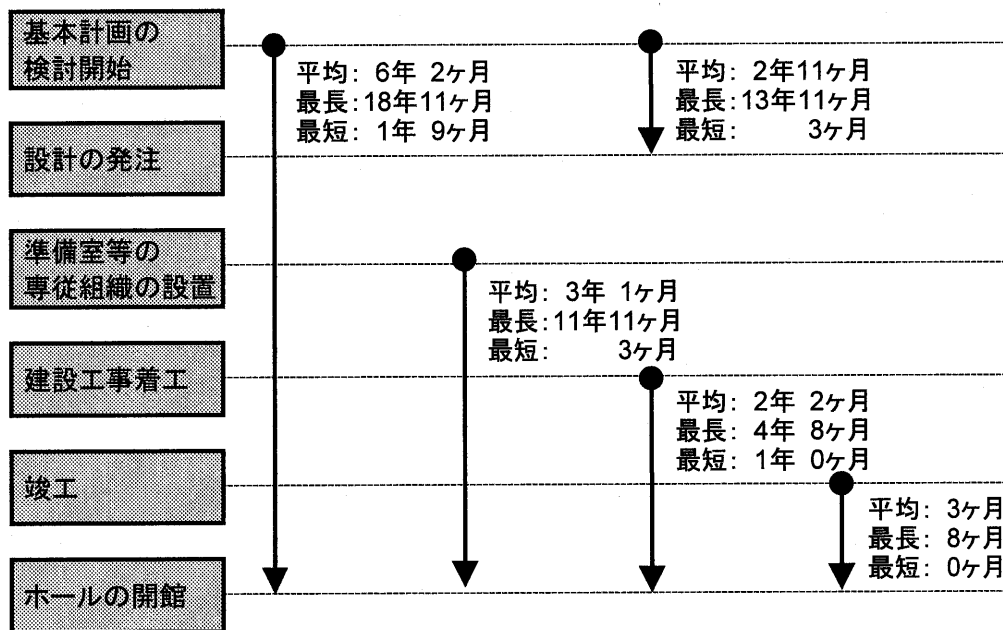 基本計画の
検討開始
平均: 6年 2ヶ月
最長:18年11ヶ月
最短: 1年 9ヶ月
平均: 2年11ヶ月
最長:13年11ヶ月
最短: 3ヶ月
設計の発注
準備室等の
専従組織の設置
平均: 3年 1ヶ月
最長:11年11ヶ月
最短: 3ヶ月
建設工事着工
平均: 2年 2ヶ月
最長: 4年 8ヶ月
最短: 1年 0ヶ月
竣工
平均: 3ヶ月
最長: 8ヶ月
最短: 0ヶ月
ホールの開館